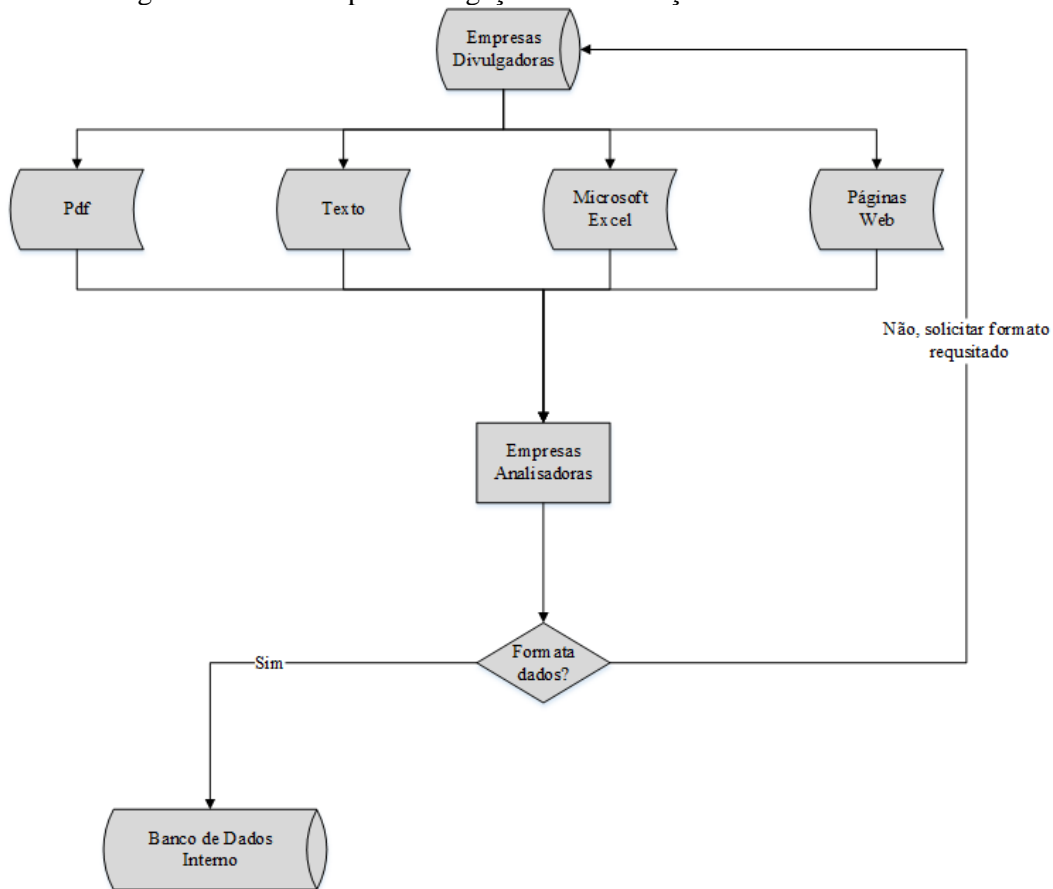 Empresas
Divulgadoras
Pdf
Texto
Microsoft
Excel
Páginas
Web
Não, solicitar formato
requsitado
Empresas
Analisadoras
Formata
dados?
Sim
Banco de Dados
Interno